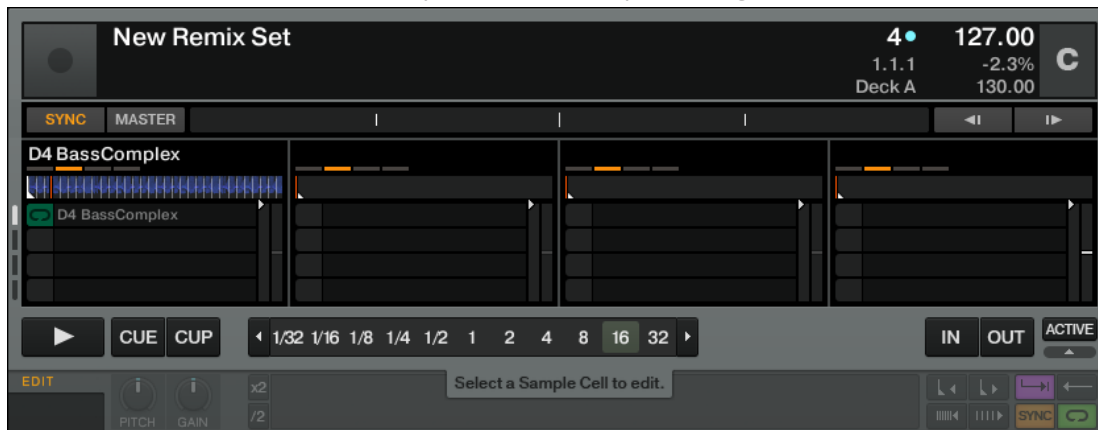 New Remix Set
4 127.00
1.1.1 -2.3% C
Deck A 130.00
SYNC MASTER
D4 BassComplex
D4 BassComplex
CUE CUP 1/32 1/16 1/8 1/4 1/2 1 2 4 8 16 32 IN OUT ACTIVE
EDIT x2 Select a Sample Cell to edit.
PITCH GAIN /2 SYNC